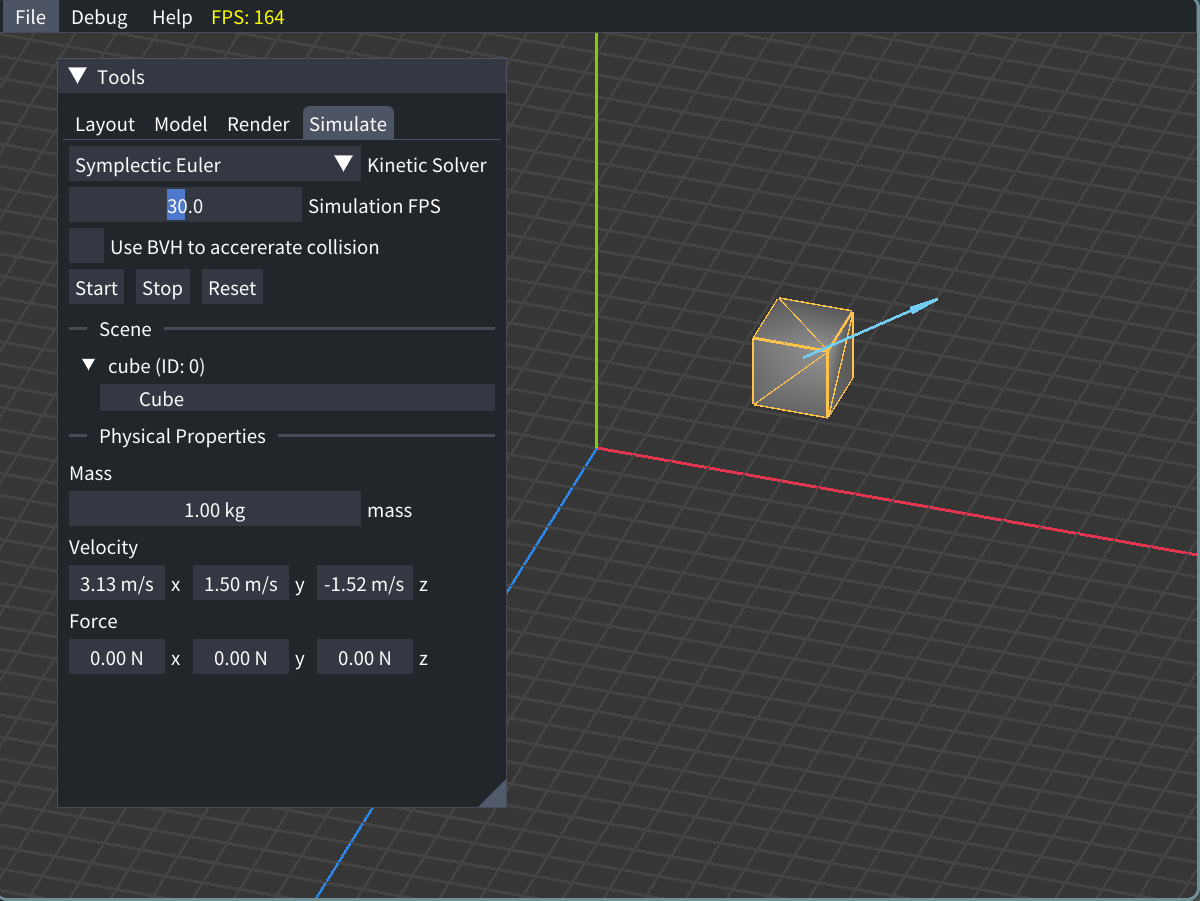 File Debug Help FPS: 164
Tools
Layout Model Render Simulate
Symplectic Euler Kinetic Solver
30.0 Simulation FPS
Use BVH to accererate collision
Start Stop Reset
Scene
cube (ID: 0)
Cube
Physical Properties
Mass
1.00 kg mass
Velocity
3.13 m/s x 1.50 m/s y -1.52 m/s z
Force
0.00 N x 0.00 N y 0.00 N z